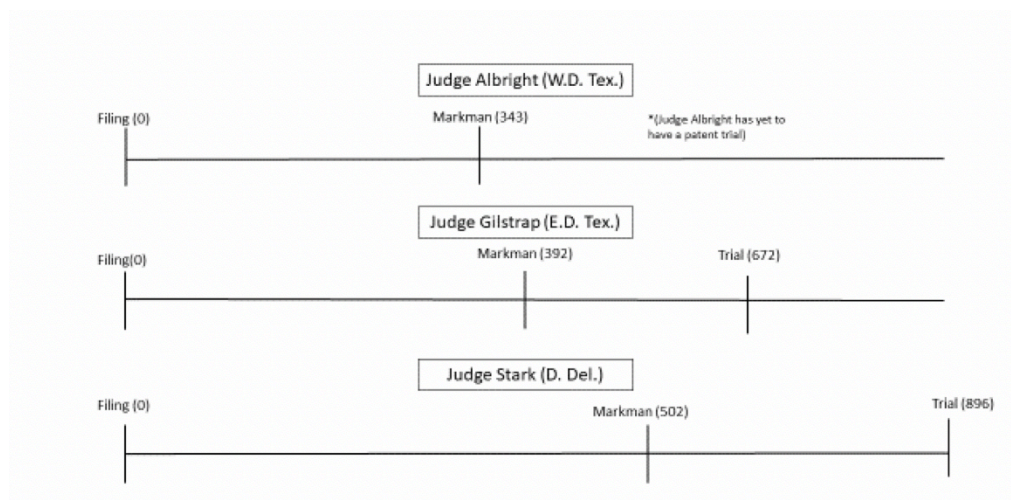 Judge Albright (W.D. Tex.)
Filing (0)
Markman (343)
*(Judge Albright has yet to
have a patent trial)
Judge Gilstrap (E.D. Tex.)
Filing(0)
Markman (392)
Trial (672)
Judge Stark (D. Del.)
Filing (0)
Markman (502)
Trial (896)